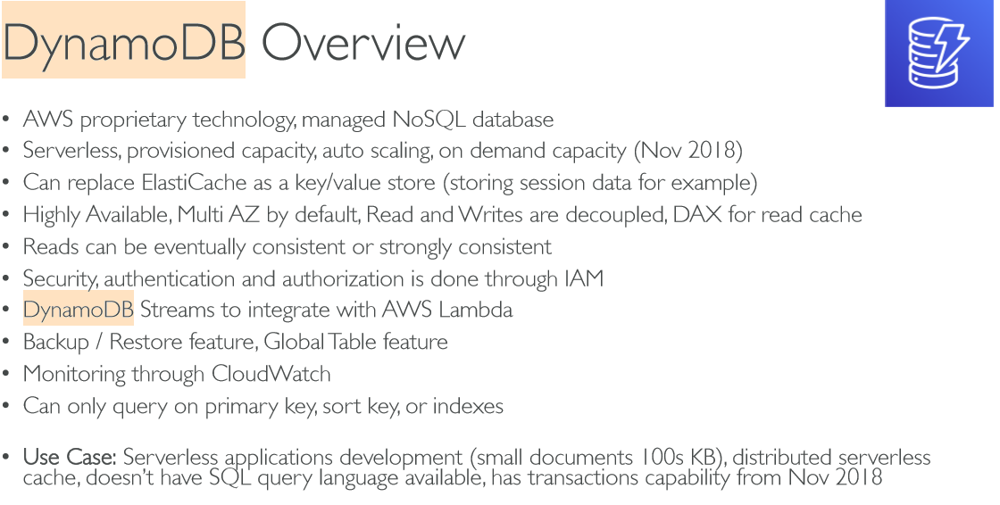 DynamoDB Overview
• AWS proprietary technology, managed NoSQL database
• Serverless, provisioned capacity, auto scaling, on demand capacity (Nov 2018)
• Can replace ElastiCache as a key/value store (storing session data for example)
• Highly Available, Multi AZ by default, Read and Writes are decoupled, DAX for read cache
• Reads can be eventually consistent or strongly consistent
• Security, authentication and authorization is done through IAM
• DynamoDB Streams to integrate with AWS Lambda
• Backup / Restore feature, Global Table feature
• Monitoring through CloudWatch
• Can only query on primary key, sort key, or indexes
• Use Case: Serverless applications development (small documents 100s KB), distributed serverless
cache, doesn't have SQL query language available, has transactions capability from Nov 2018